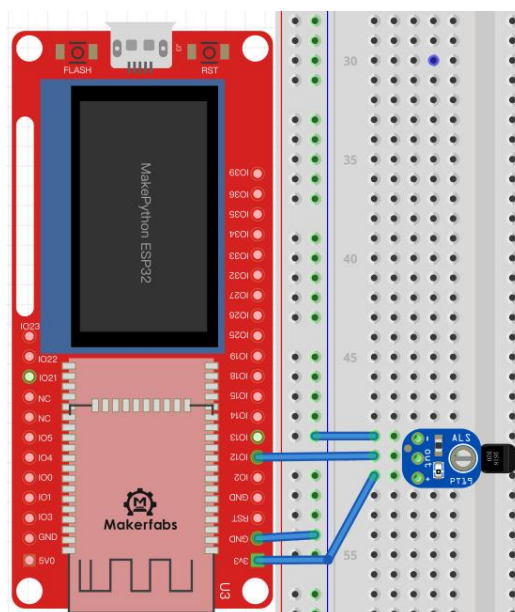 FLASH
RST
J2
MakePython ESP32
IO39
IO36
IO35
IO34
IO33
IO32
IO27
IO26
IO25
IO19
IO18
IO15
IO14
IO13
IO12
IO2
GND
RST
GND
3v3
IO23
IO22
IO21
NC
NC
IO5
IO4
IO0
IO1
IO3
GND
5V0
Makerfabs
U3
30
35
40
45
55
ALS
PT19
-
out
+